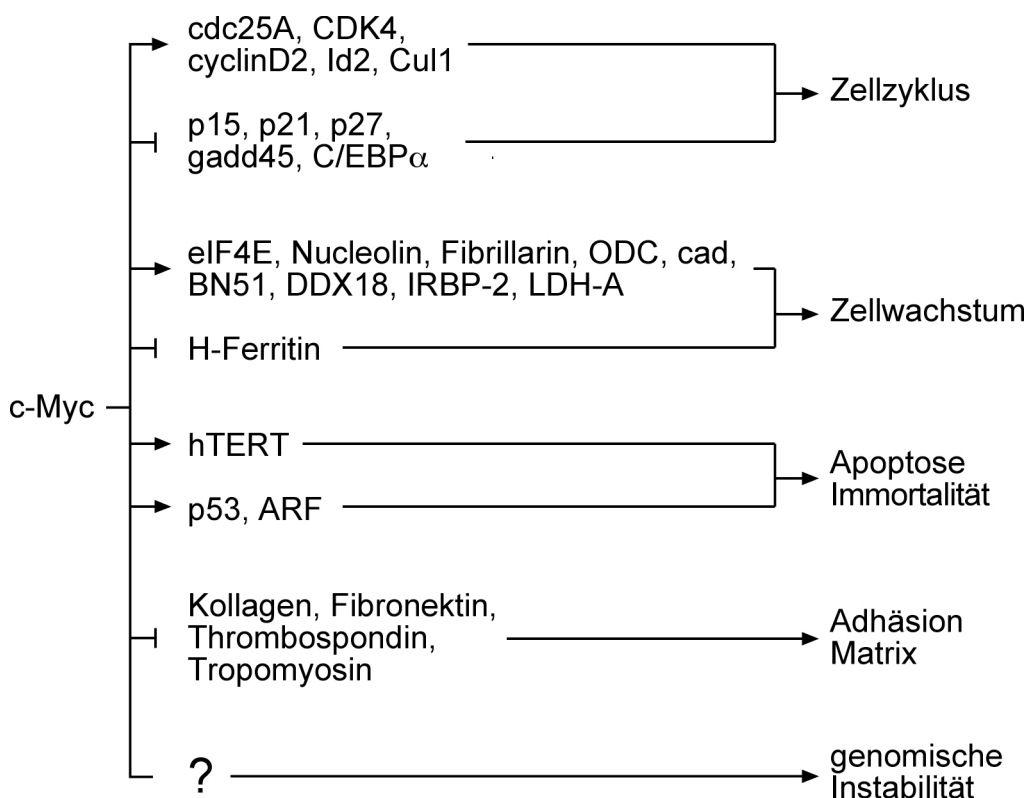 cdc25A, CDK4,
cyclinD2, Id2, Cul1
Zellzyklus
p15, p21, p27,
gadd45, C/EBPα
eIF4E, Nucleolin, Fibrillarin, ODC, cad,
BN51, DDX18, IRBP-2, LDH-A
Zellwachstum
H-Ferritin
c-Myc
hTERT
Apoptose
Immortalität
p53, ARF
Kollagen, Fibronektin,
Thrombospondin,
Tropomyosin
Adhäsion
Matrix
?
genomische
Instabilität